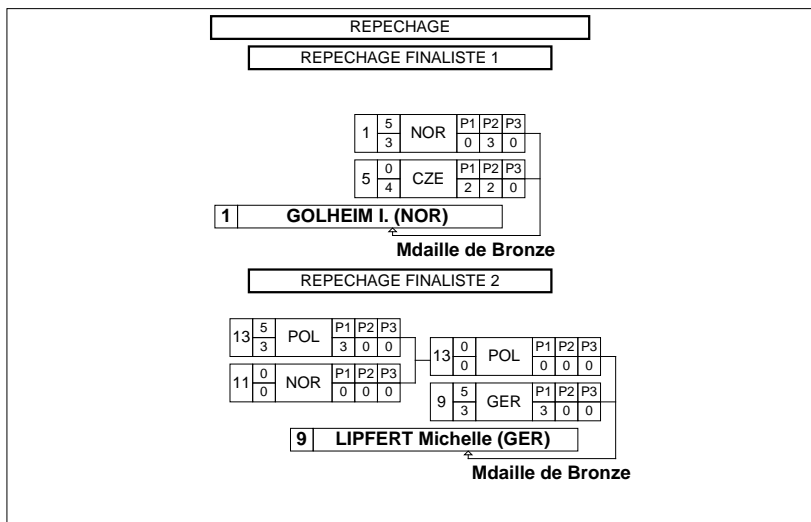 REPECHAGE
REPECHAGE FINALISTE 1
1 5 NOR P1 P2 P3
3 0 3 0
5 0 CZE P1 P2 P3
4 2 2 0
1 GOLHEIM I. (NOR)
Mdaille de Bronze
REPECHAGE FINALISTE 2
13 5 POL P1 P2 P3
3 3 0 0
13 0 POL P1 P2 P3
0 0 0 0
11 0 NOR P1 P2 P3
0 0 0 0
9 5 GER P1 P2 P3
3 3 0 0
9 LIPFERT Michelle (GER)
Mdaille de Bronze